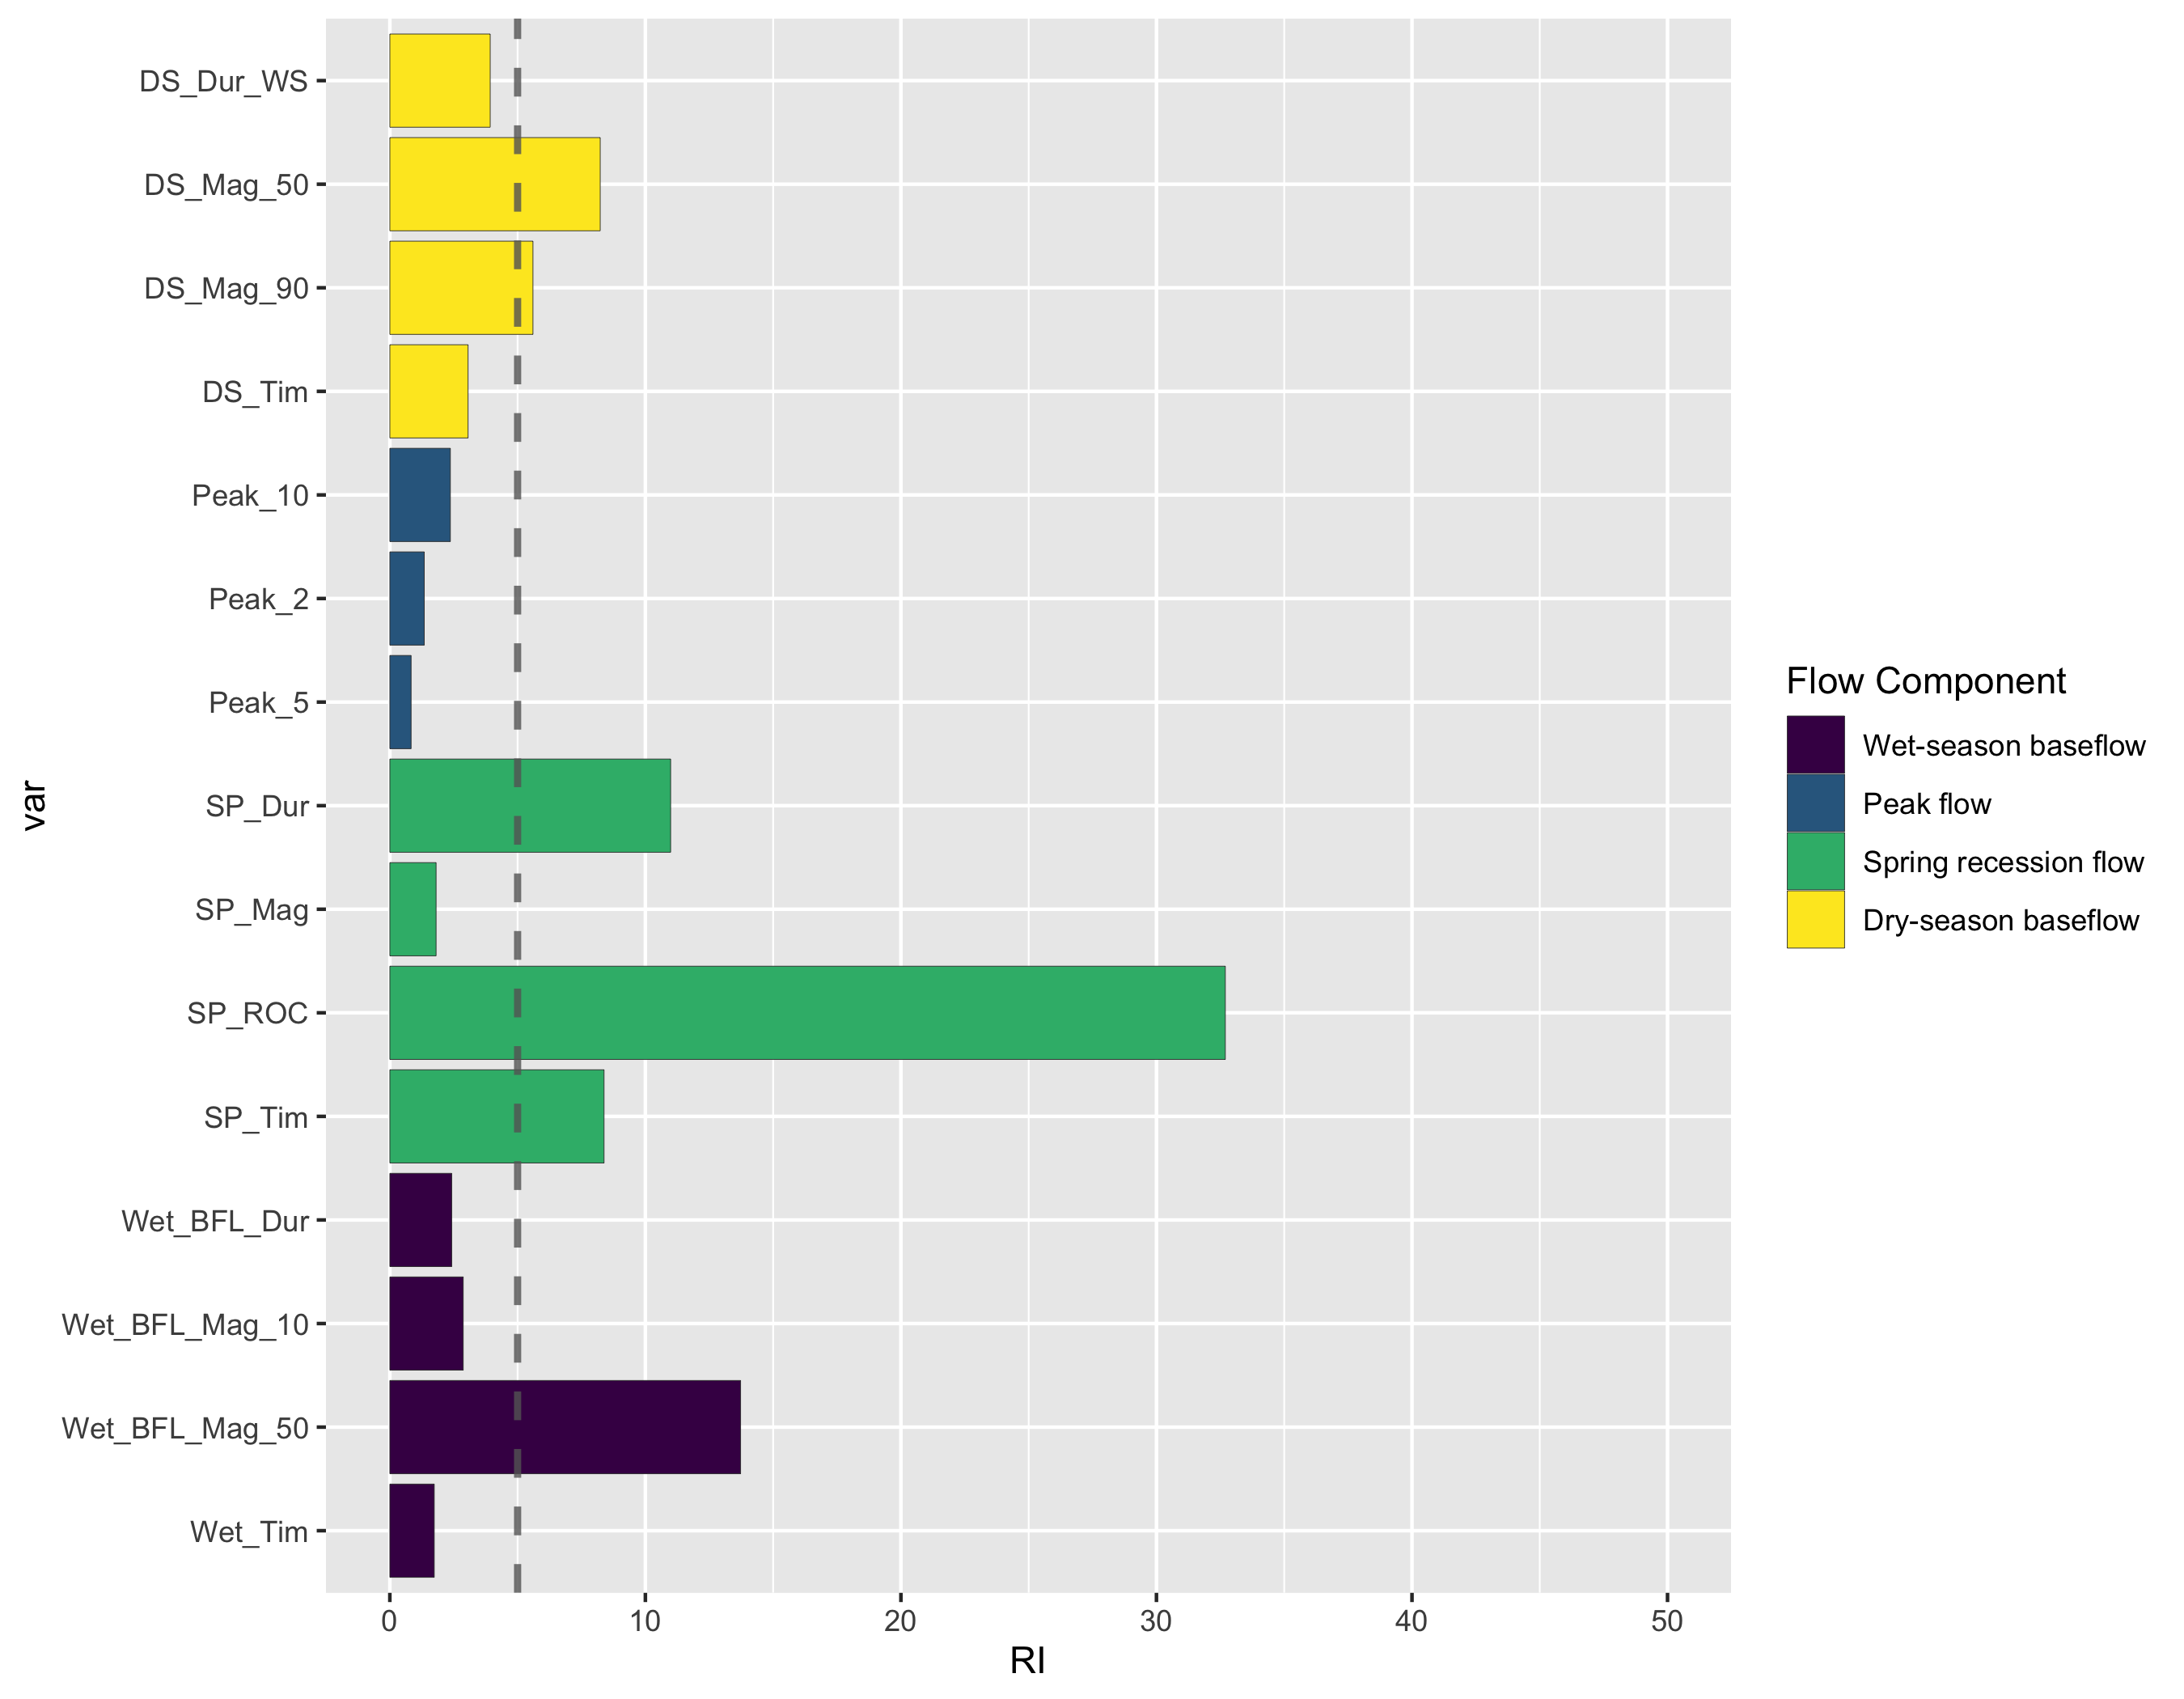 DS_Dur_WS
DS_Mag_50
DS_Mag_90
DS_Tim
Peak_10
Peak_2
Peak_5
SP_Dur
SP_Mag
SP_ROC
SP_Tim
Wet_BFL_Dur
Wet_BFL_Mag_10
Wet_BFL_Mag_50
Wet_Tim
var
0 10 20 30 40 50
RI
Flow Component
Wet-season baseflow
Peak flow
Spring recession flow
Dry-season baseflow